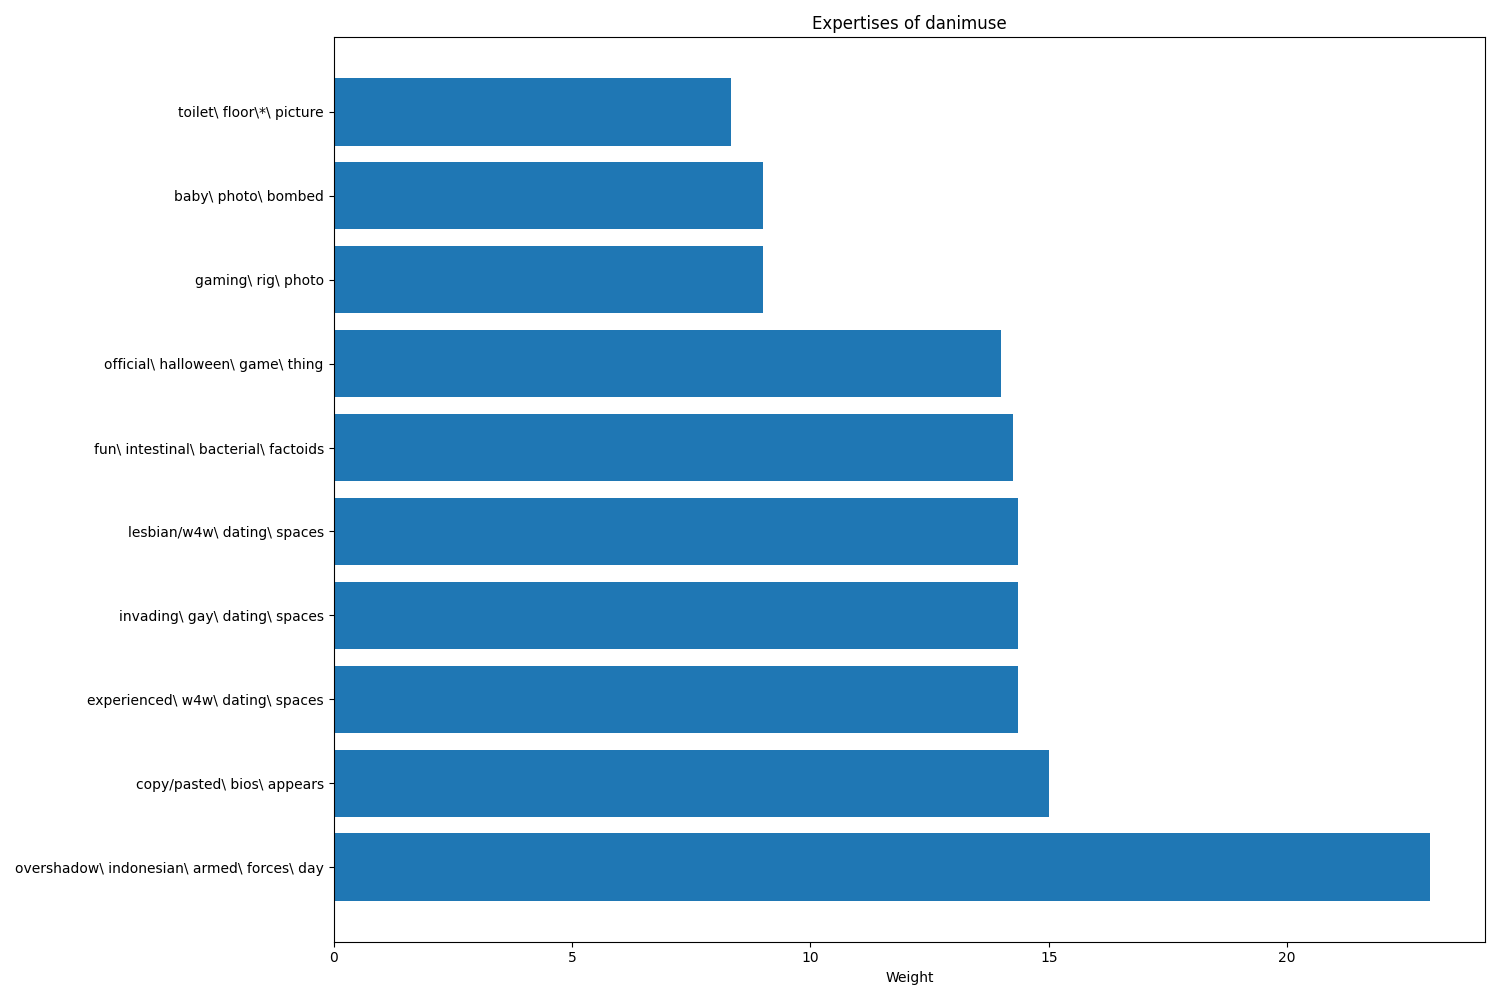 Expertises of danimuse
toilet\ floor\*\ picture
baby\ photo\ bombed
gaming\ rig\ photo
official\ halloween\ game\ thing
fun\ intestinal\ bacterial\ factoids
lesbian/w4w\ dating\ spaces
invading\ gay\ dating\ spaces
experienced\ w4w\ dating\ spaces
copy/pasted\ bios\ appears
overshadow\ indonesian\ armed\ forces\ day
0 5 10 15 20
Weight